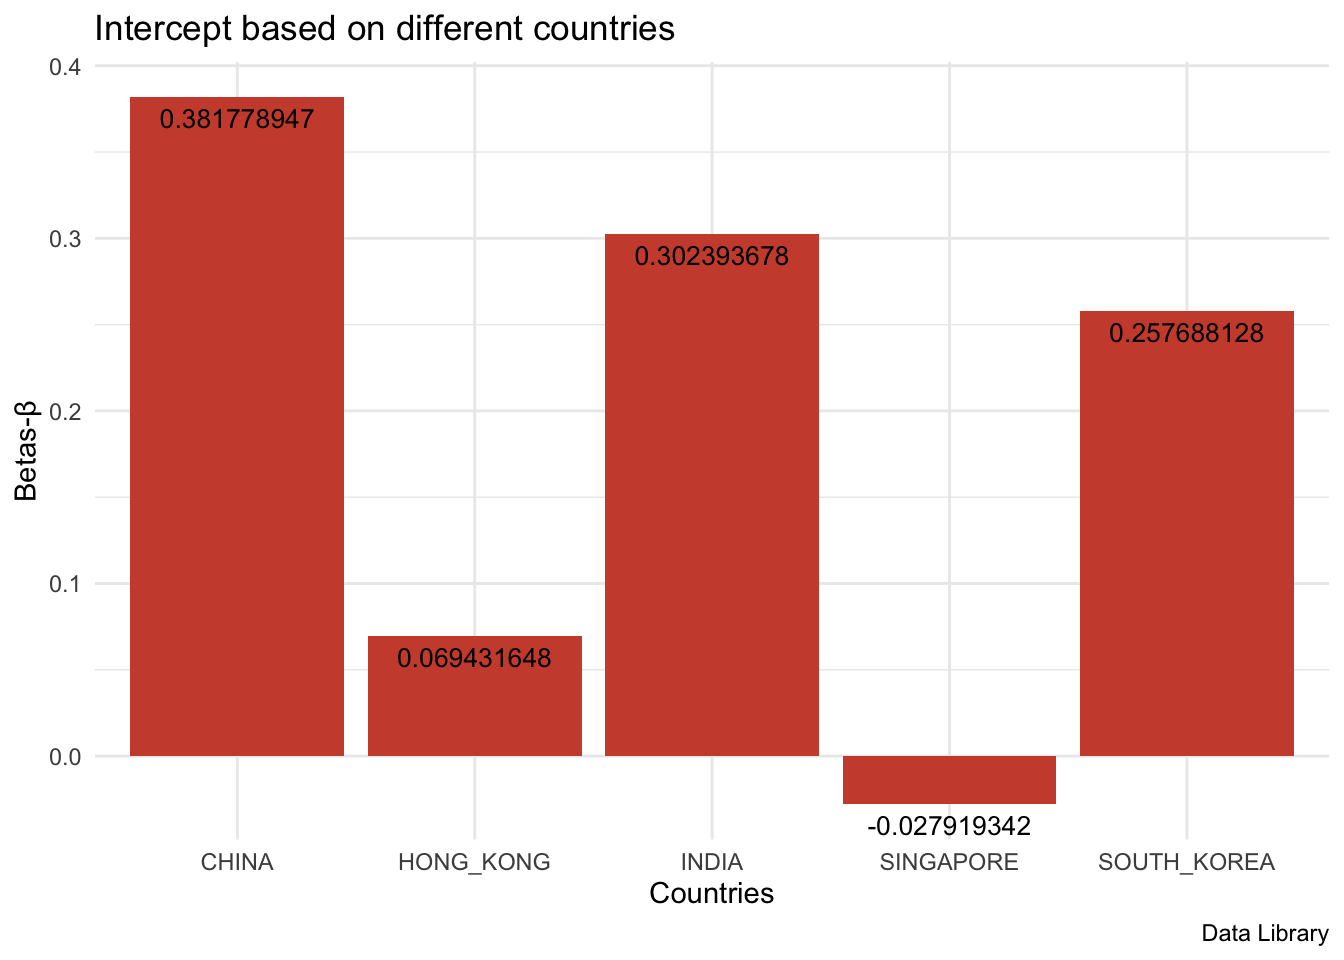 Intercept based on different countries
0.4
0.3
0.2
0.1
0.0
Betas-β
0.381778947
0.069431648
0.302393678
-0.027919342
0.257688128
CHINA HONG_KONG INDIA SINGAPORE SOUTH_KOREA
Countries
Data Library